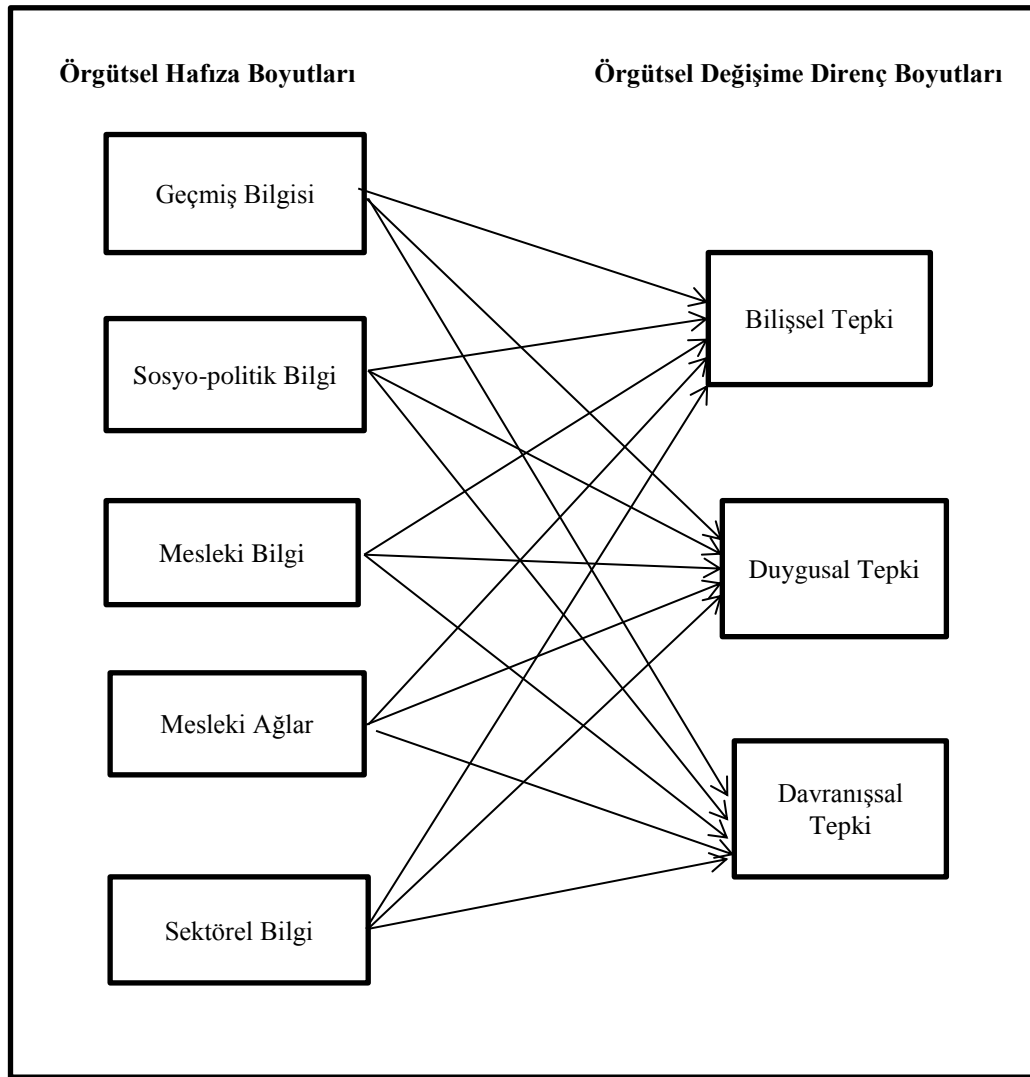 Örgütsel Hafıza Boyutları
Örgütsel Değişime Direnç Boyutları
Geçmiş Bilgisi
Sosyo-politik Bilgi
Mesleki Bilgi
Mesleki Ağlar
Sektörel Bilgi
Bilişsel Tepki
Duygusal Tepki
Davranışsal
Tepki